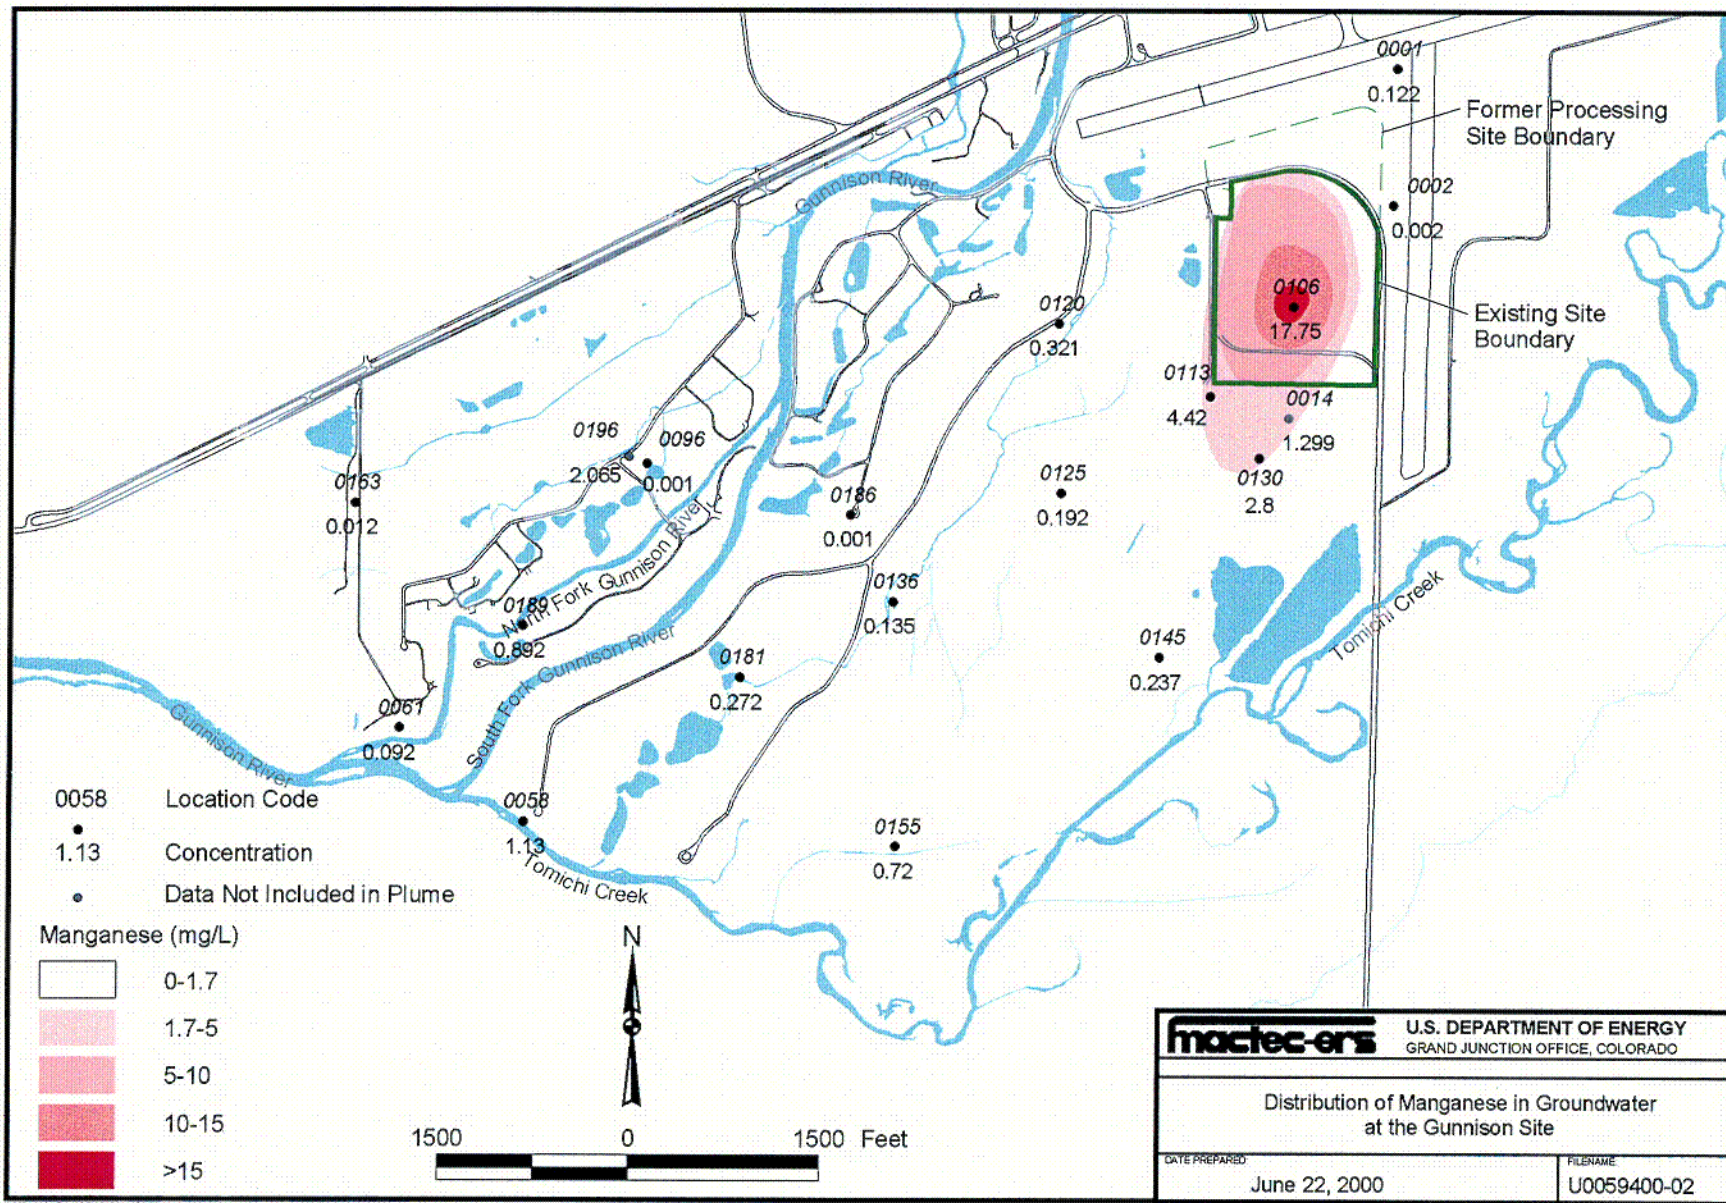 0001
0.122
Former Processing
Site Boundary
0002
0.002
Gunnison River
0106
17.75
Existing Site
Boundary
0120
0.321
0113
4.42
0014
1.299
0130
2.8
0196
2.065
0096
0.001
0163
0.012
0186
0.001
0125
0.192
North Fork Gunnison River
0136
0.135
0189
0.892
South Fork Gunnison River
0181
0.272
0145
0.237
Tomichi Creek
0061
0.092
Gunnison River
0058
1.13
Tomichi Creek
0155
0.72
0058 Location Code
1.13 Concentration
Data Not Included in Plume
Manganese (mg/L)
0-1.7
1.7-5
5-10
10-15
>15
N
1500 0 1500 Feet
mactec-ers
U.S. DEPARTMENT OF ENERGY
GRAND JUNCTION OFFICE, COLORADO
Distribution of Manganese in Groundwater
at the Gunnison Site
DATE PREPARED:
June 22, 2000
FILENAME:
U0059400-02